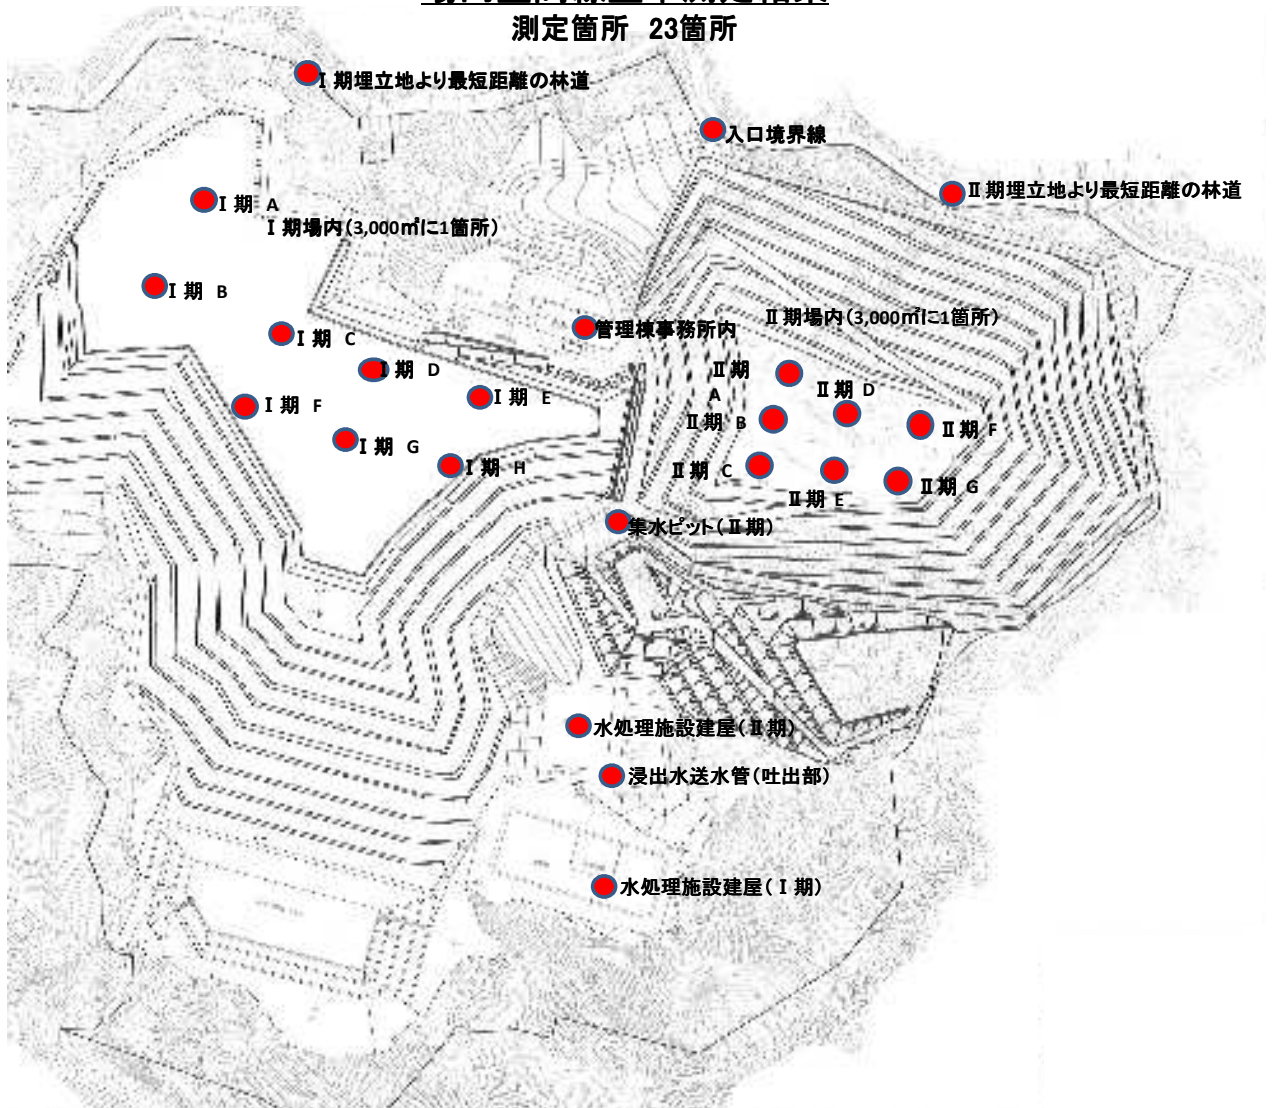 測定箇所 23箇所
Ⅰ期埋立地より最短距離の林道
入口境界線
Ⅱ期埋立地より最短距離の林道
Ⅰ期 A
Ⅰ期場内(3,000㎡に1箇所)
Ⅰ期 B
Ⅰ期 C
管理棟事務所内
Ⅱ期場内(3,000㎡に1箇所)
Ⅰ期 D
Ⅰ期 E
Ⅰ期 F
Ⅰ期 G
Ⅰ期 H
Ⅱ期
A
Ⅱ期 D
Ⅱ期 B
Ⅱ期 F
Ⅱ期 C
Ⅱ期 E
Ⅱ期 G
集水ピット(Ⅱ期)
水処理施設建屋(Ⅱ期)
浸出水送水管(吐出部)
水処理施設建屋(Ⅰ期)